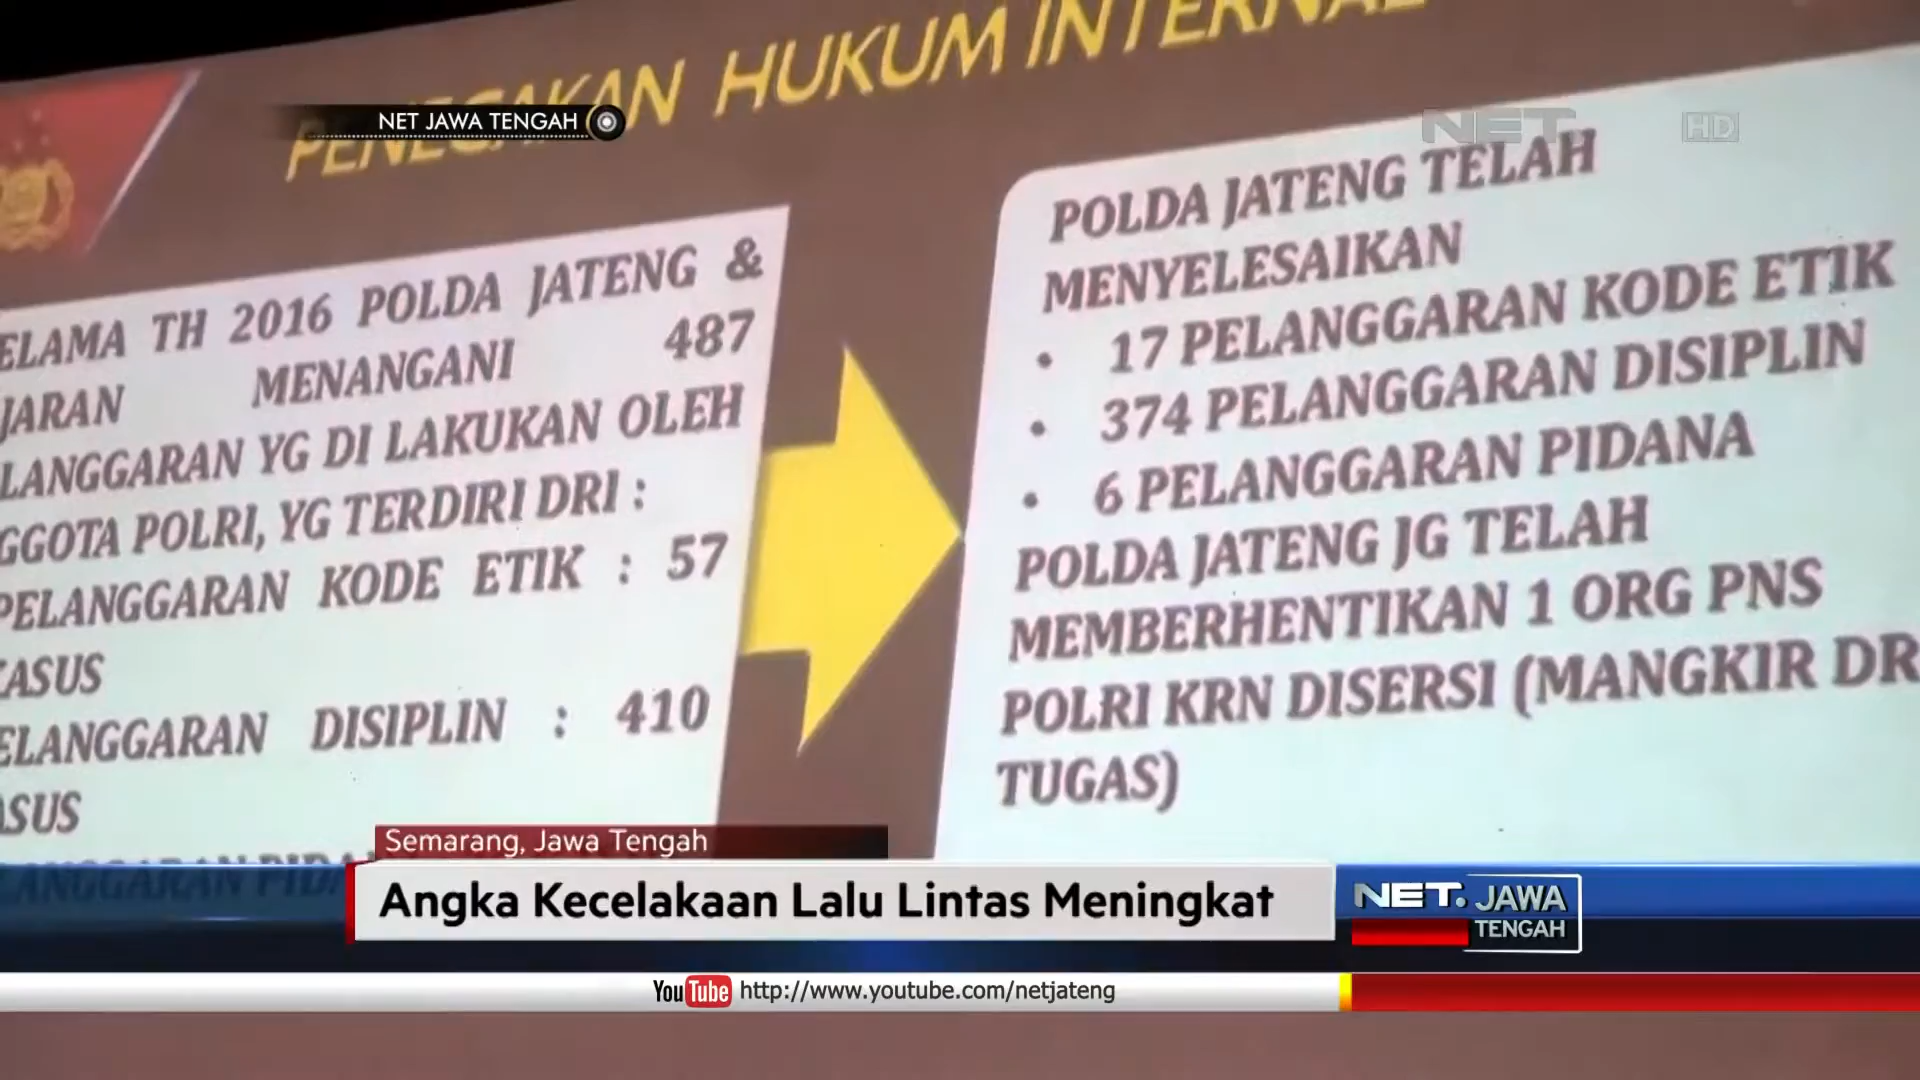 PENEGAKAN HUKUM INTERNAL
NET JAWA TENGAH
NET
HD
ELAMA TH 2016 POLDA JATENG &
JARAN MENANGANI 487
LANGGARAN YG DI LAKUKAN OLEH
GGOTA POLRI, YG TERDIRI DRI :
PELANGGARAN KODE ETIK : 57
KASUS
ELANGGARAN DISIPLIN : 410
ASUS
POLDA JATENG TELAH
MENYELESAIKAN
• 17 PELANGGARAN KODE ETIK
• 374 PELANGGARAN DISIPLIN
• 6 PELANGGARAN PIDANA
POLDA JATENG JG TELAH
MEMBERHENTIKAN 1 ORG PNS
POLRI KRN DISERSI (MANGKIR DR
TUGAS)
Semarang, Jawa Tengah
Angka Kecelakaan Lalu Lintas Meningkat
NET. JAWA
TENGAH
YouTube http://www.youtube.com/netjateng